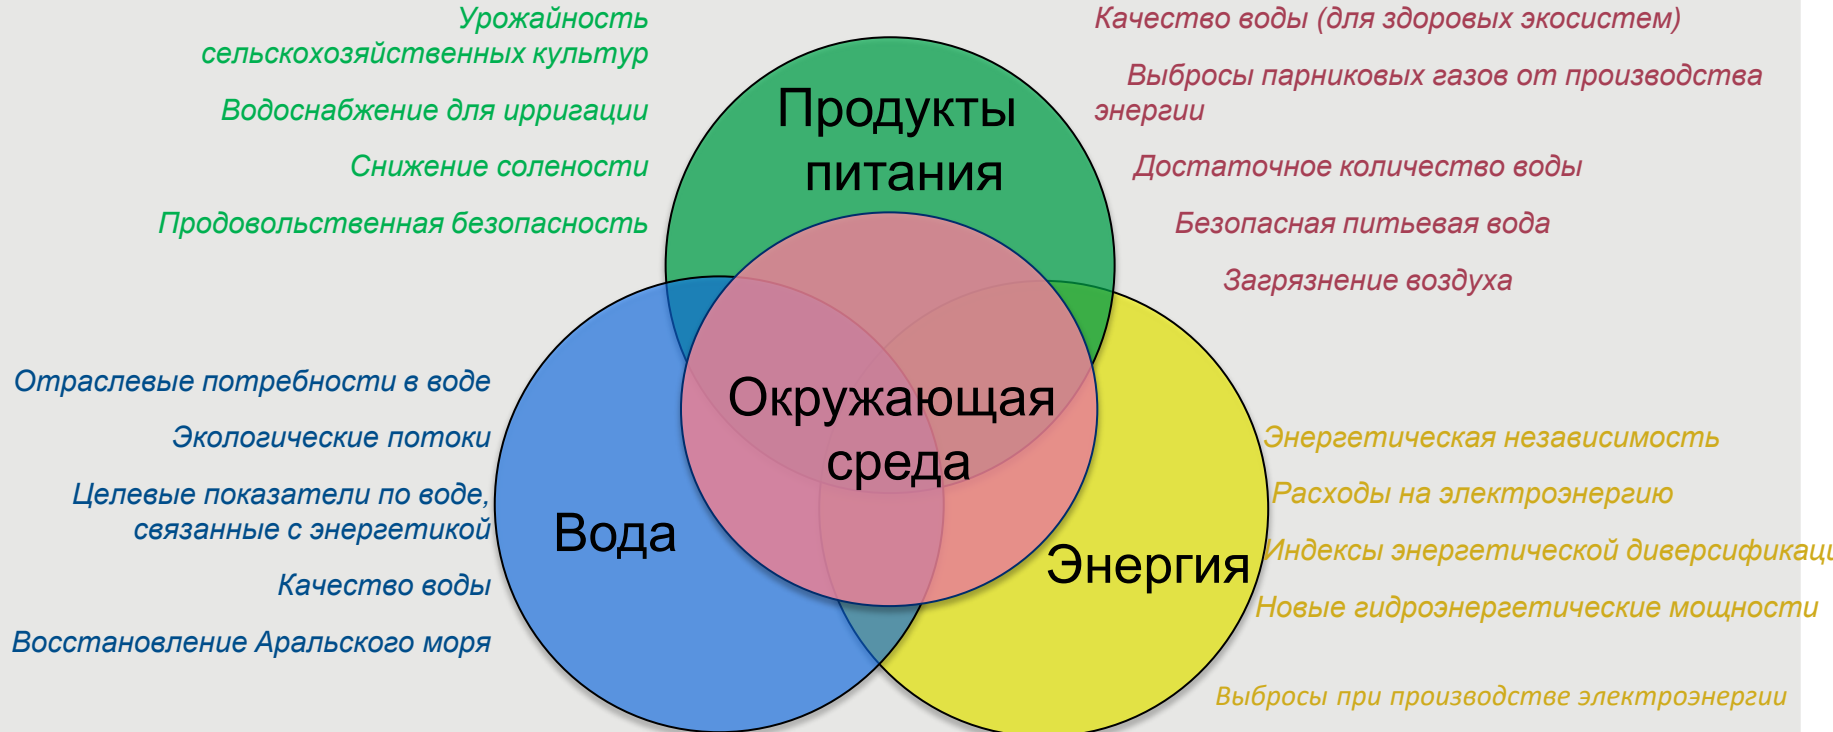 Урожайность
сельскохозяйственных культур
Водоснабжение для ирригации
Снижение солености
Продовольственная безопасность
Качество воды (для здоровых экосистем)
Выбросы парниковых газов от производства
энергии
Достаточное количество воды
Безопасная питьевая вода
Загрязнение воздуха
Продукты
питания
Окружающая
среда
Вода
Энергия
Отраслевые потребности в воде
Экологические потоки
Целевые показатели по воде,
связанные с энергетикой
Качество воды
Восстановление Аральского моря
Энергетическая независимость
Расходы на электроэнергию
Индексы энергетической диверсификаци
Новые гидроэнергетические мощности
Выбросы при производстве электроэнергии